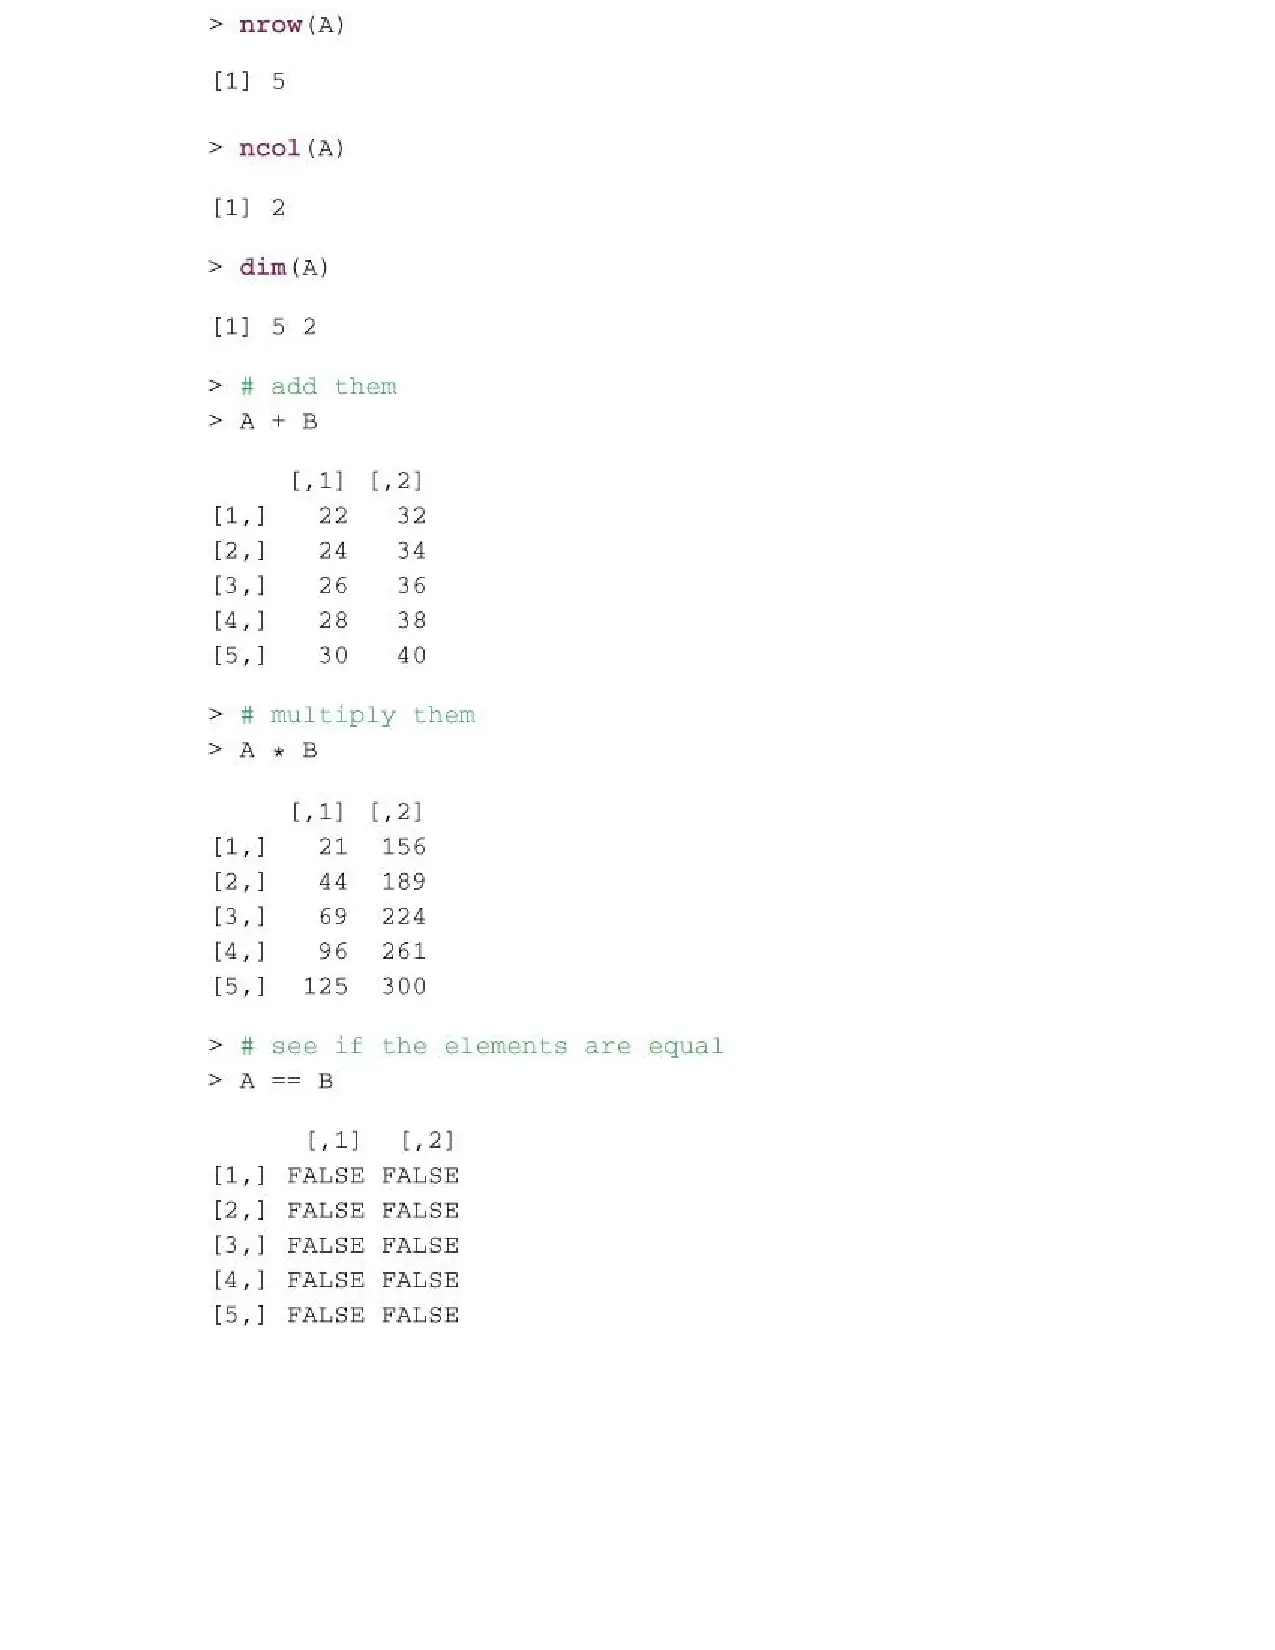 > nrow(A)
[1] 5
> ncol(A)
[1] 2
> dim(A)
[1] 5 2
> # add them
> A + B
     [,1] [,2]
[1,]   22   32
[2,]   24   34
[3,]   26   36
[4,]   28   38
[5,]   30   40
> # multiply them
> A * B
     [,1] [,2]
[1,]   21  156
[2,]   44  189
[3,]   69  224
[4,]   96  261
[5,]  125  300
> # see if the elements are equal
> A == B
      [,1]  [,2]
[1,] FALSE FALSE
[2,] FALSE FALSE
[3,] FALSE FALSE
[4,] FALSE FALSE
[5,] FALSE FALSE